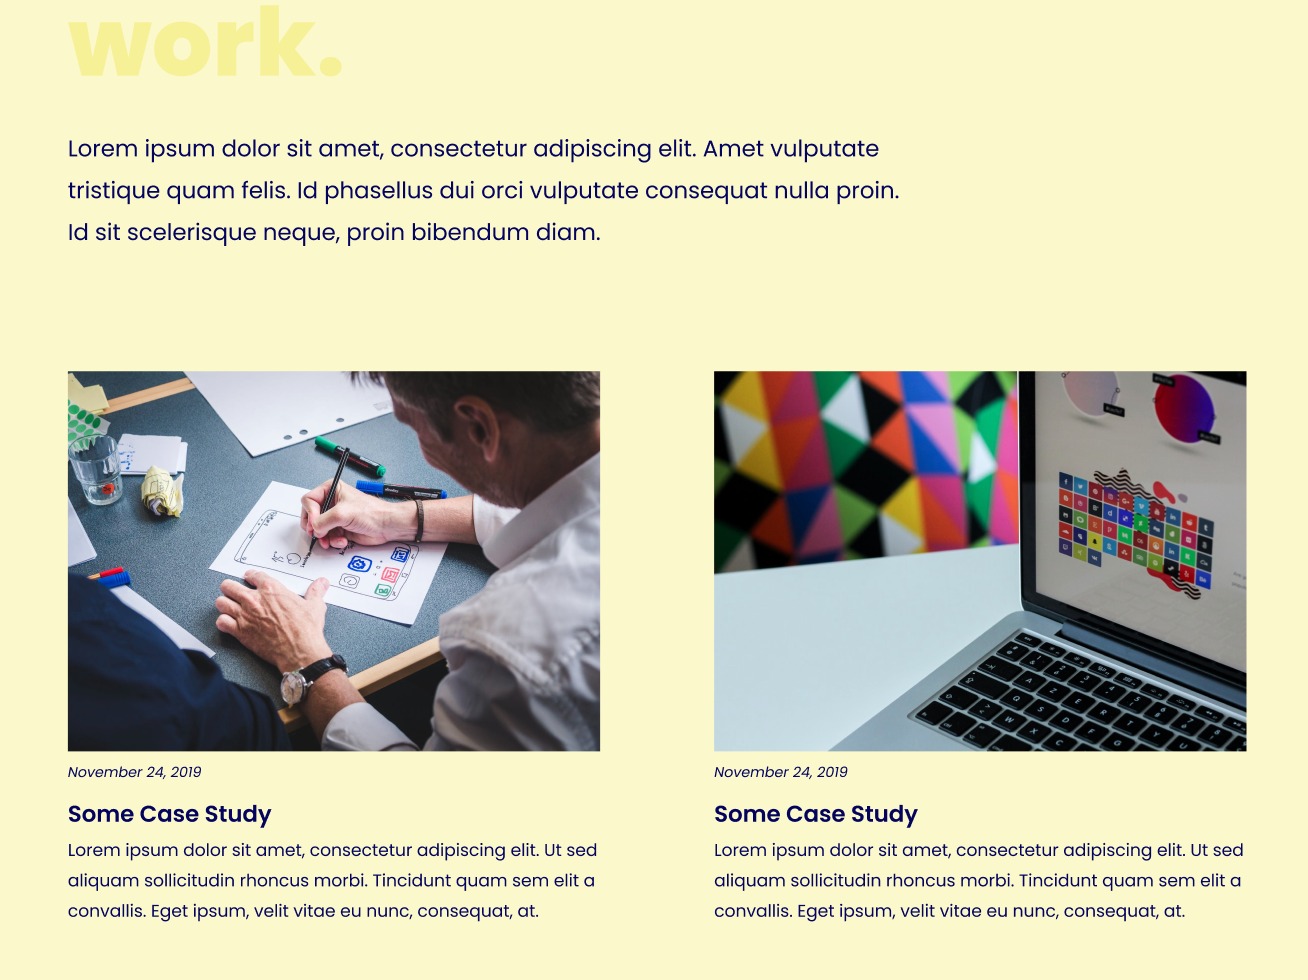 work.
Lorem ipsum dolor sit amet, consectetur adipiscing elit. Amet vulputate
tristique quam felis. Id phasellus dui orci vulputate consequat nulla proin.
Id sit scelerisque neque, proin bibendum diam.
November 24, 2019
Some Case Study
Lorem ipsum dolor sit amet, consectetur adipiscing elit. Ut sed
aliquam sollicitudin rhoncus morbi. Tincidunt quam sem elit a
convallis. Eget ipsum, velit vitae eu nunc, consequat, at.
November 24, 2019
Some Case Study
Lorem ipsum dolor sit amet, consectetur adipiscing elit. Ut sed
aliquam sollicitudin rhoncus morbi. Tincidunt quam sem elit a
convallis. Eget ipsum, velit vitae eu nunc, consequat, at.